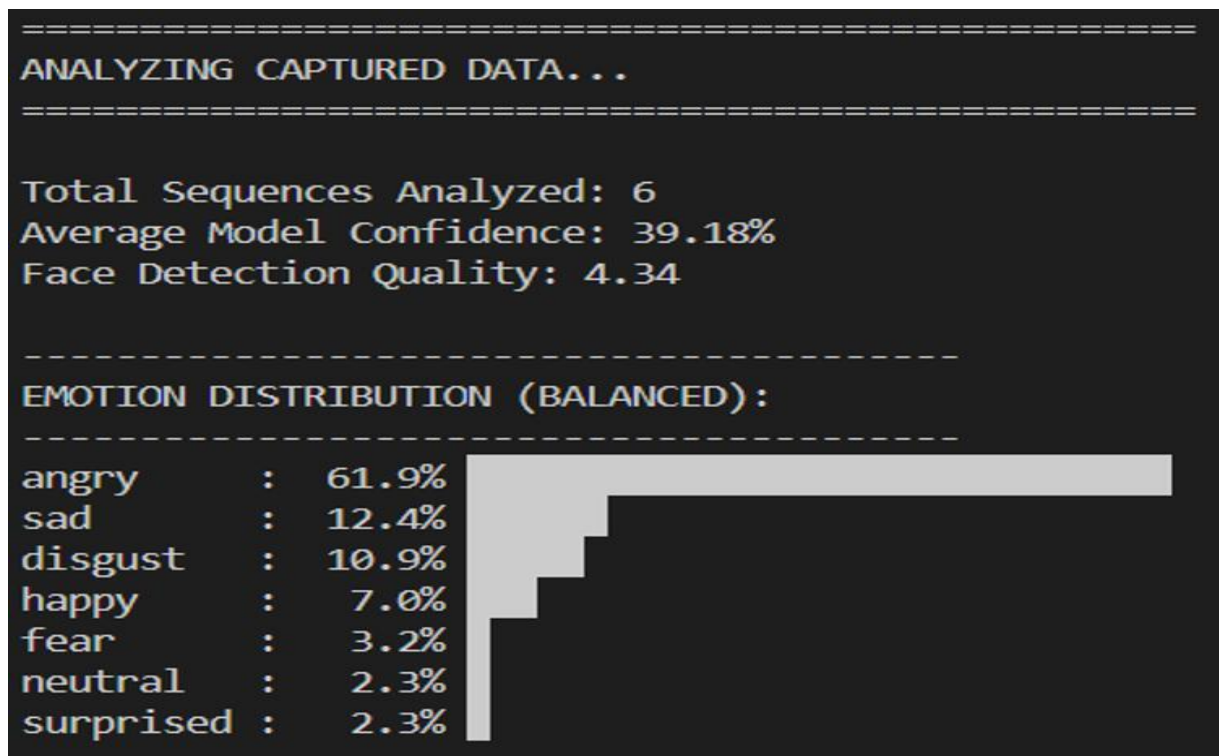 ==================================================
ANALYZING CAPTURED DATA...
==================================================
Total Sequences Analyzed: 6
Average Model Confidence: 39.18%
Face Detection Quality: 4.34
----------------------------------------
EMOTION DISTRIBUTION (BALANCED):
----------------------------------------
angry     :  61.9%
sad       :  12.4%
disgust   :  10.9%
happy     :   7.0%
fear      :   3.2%
neutral   :   2.3%
surprised :   2.3%